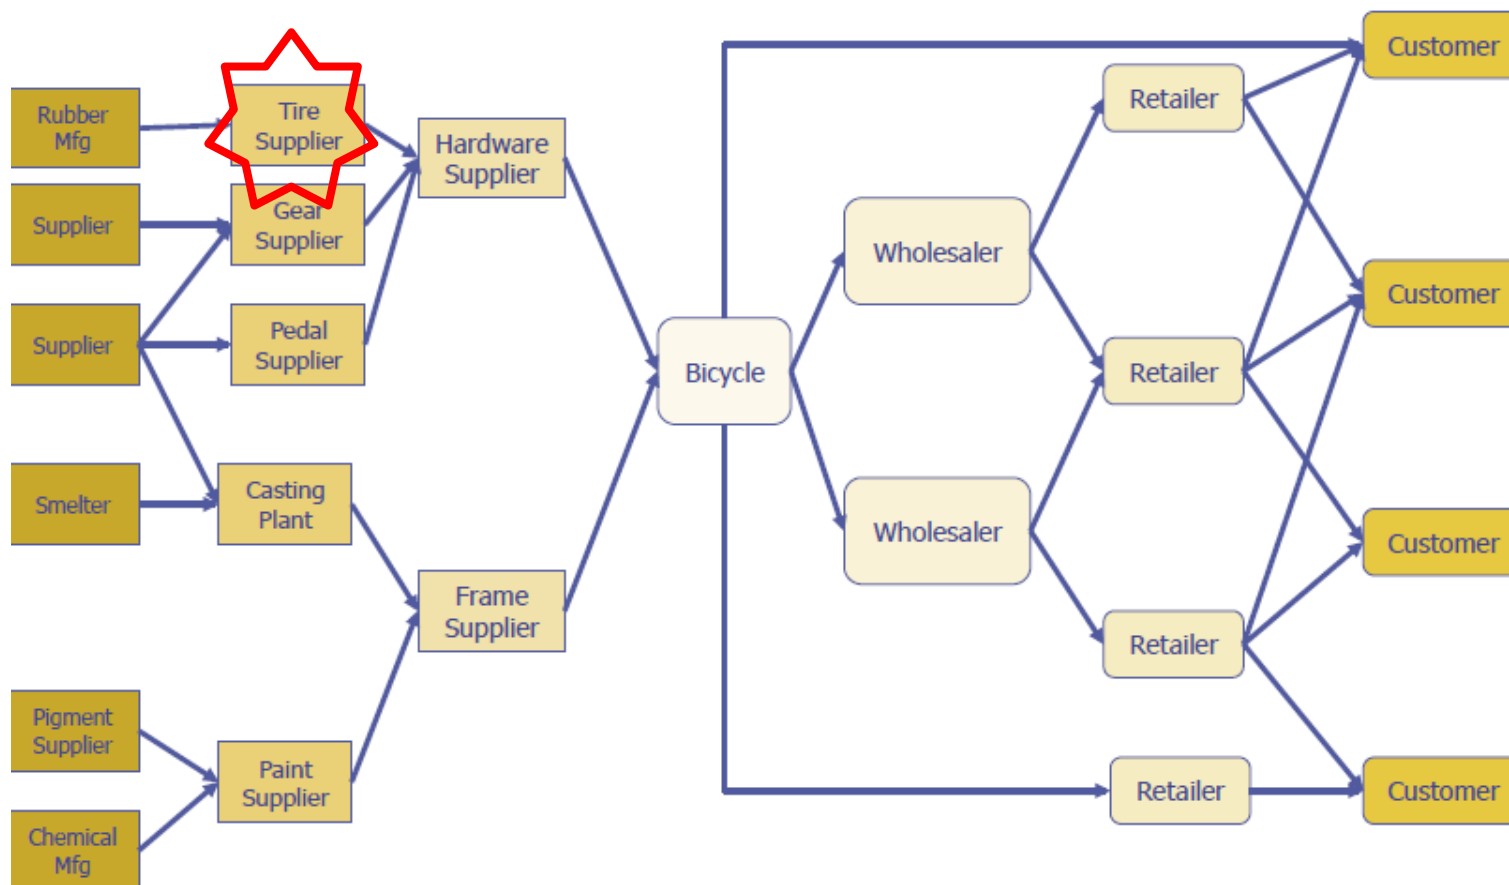 Rubber
Mfg
Supplier
Supplier
Smelter
Pigment
Supplier
Chemical
Mfg
Tire
Supplier
Gear
Supplier
Pedal
Supplier
Casting
Plant
Paint
Supplier
Hardware
Supplier
Frame
Supplier
Bicycle
Wholesaler
Wholesaler
Retailer
Retailer
Retailer
Retailer
Customer
Customer
Customer
Customer